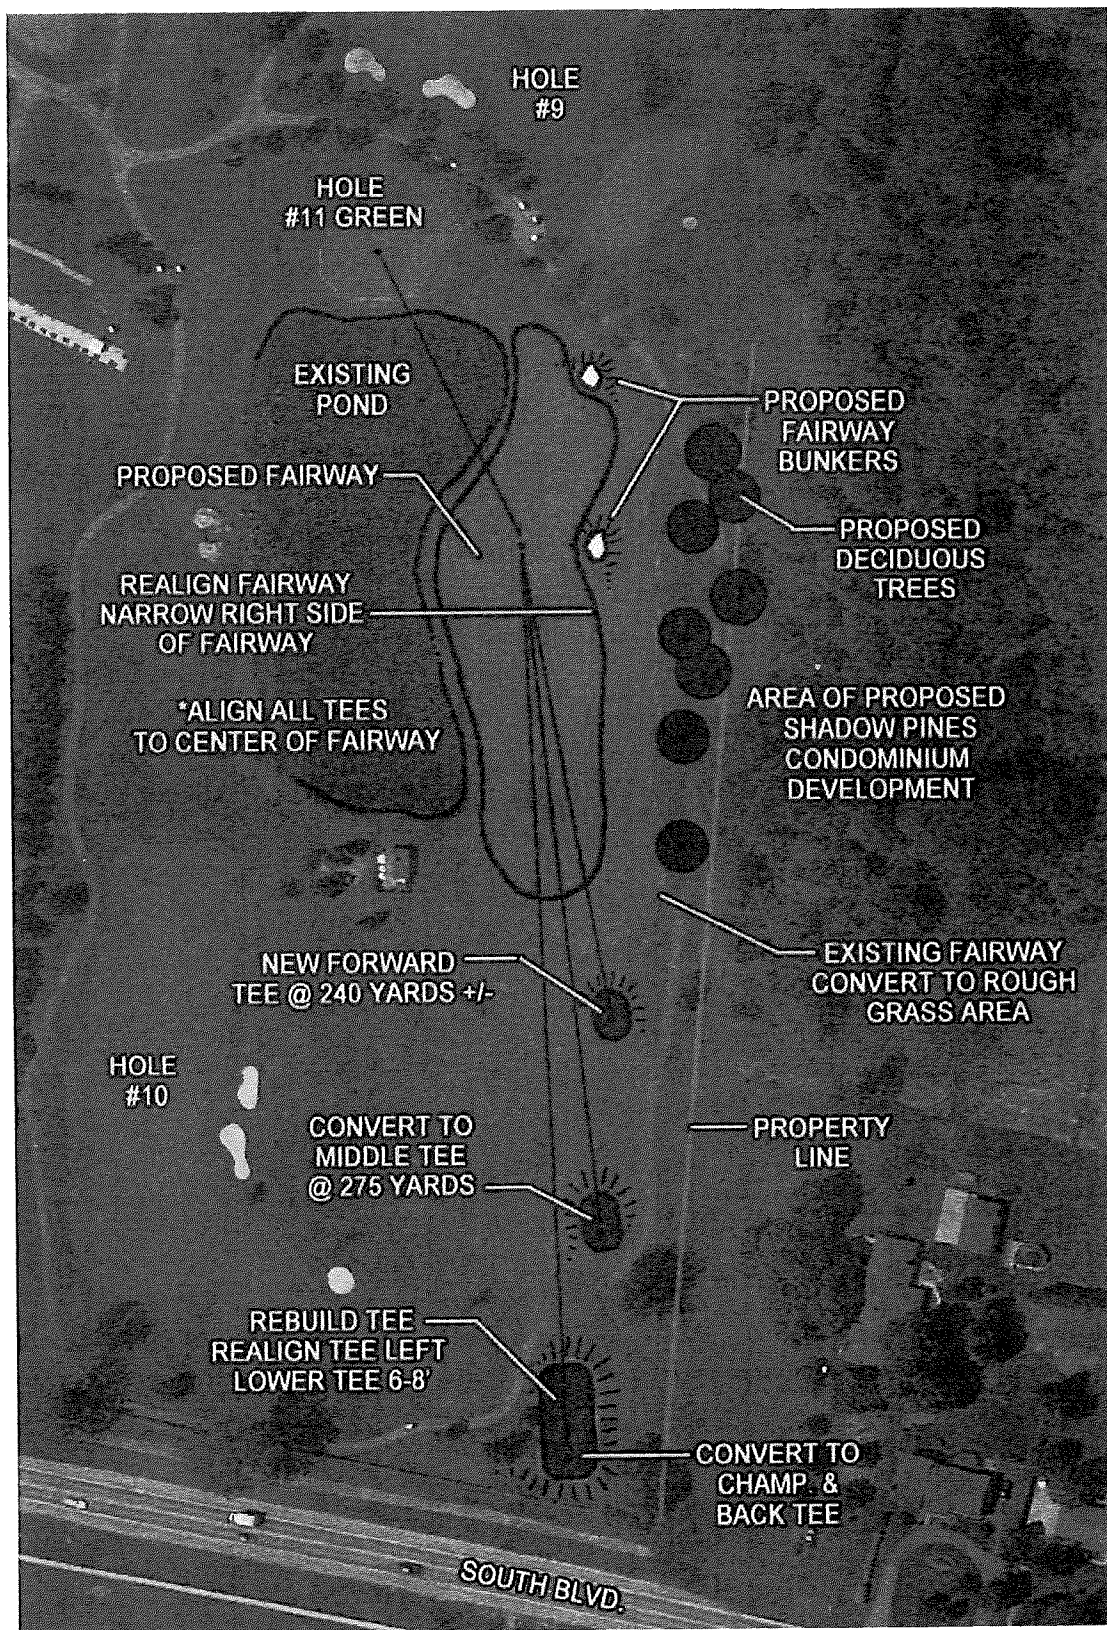 HOLE
#9
HOLE
#11 GREEN
EXISTING
POND
PROPOSED
FAIRWAY
BUNKERS
PROPOSED FAIRWAY
PROPOSED
DECIDUOUS
TREES
REALIGN FAIRWAY
NARROW RIGHT SIDE
OF FAIRWAY
*ALIGN ALL TEES
TO CENTER OF FAIRWAY
AREA OF PROPOSED
SHADOW PINES
CONDOMINIUM
DEVELOPMENT
NEW FORWARD
TEE @ 240 YARDS +/-
EXISTING FAIRWAY
CONVERT TO ROUGH
GRASS AREA
HOLE
#10
CONVERT TO
MIDDLE TEE
@ 275 YARDS
PROPERTY
LINE
REBUILD TEE
REALIGN TEE LEFT
LOWER TEE 6-8'
CONVERT TO
CHAMP. &
BACK TEE
SOUTH BLVD.